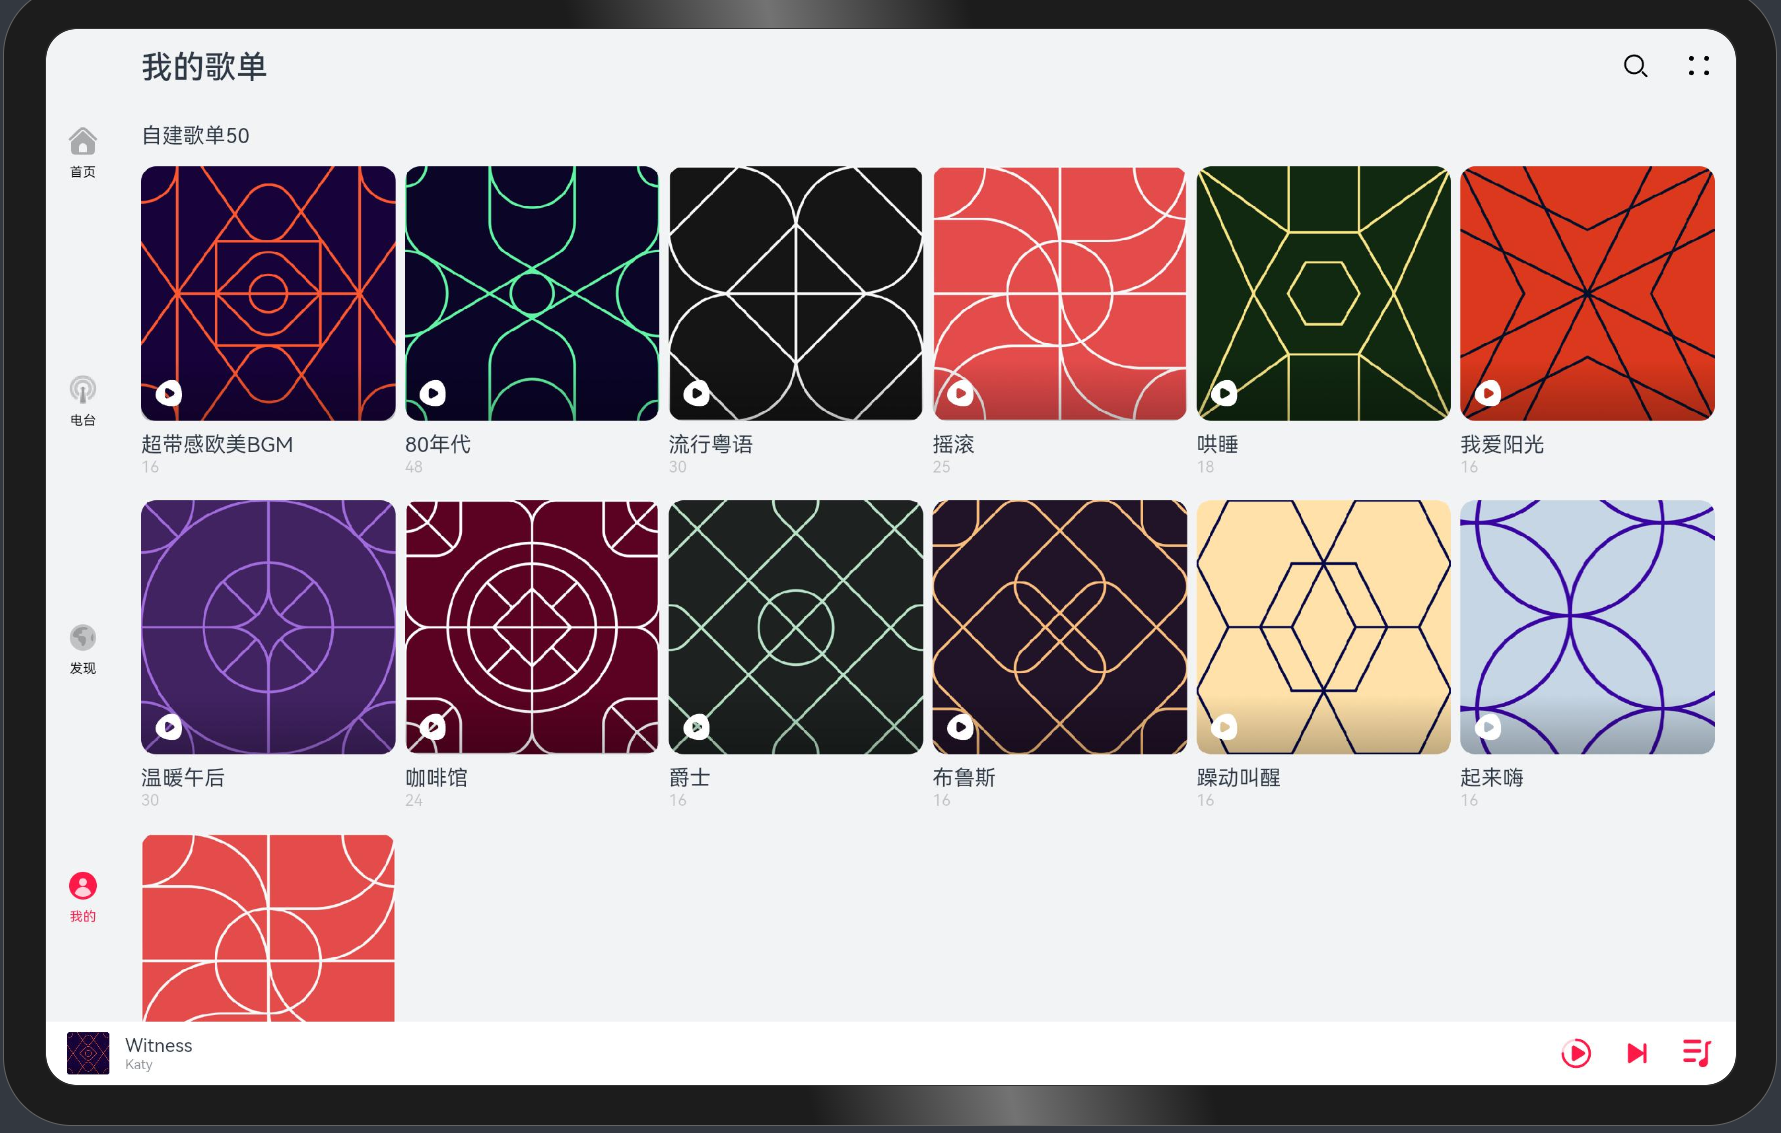 我的歌单
自建歌单50
首页
电台
发现
我的
超带感欧美BGM
16
80年代
48
流行粤语
30
摇滚
25
哄睡
18
我爱阳光
16
温暖午后
30
咖啡馆
24
爵士
16
布鲁斯
16
躁动叫醒
16
起来嗨
16
Witness
Katy